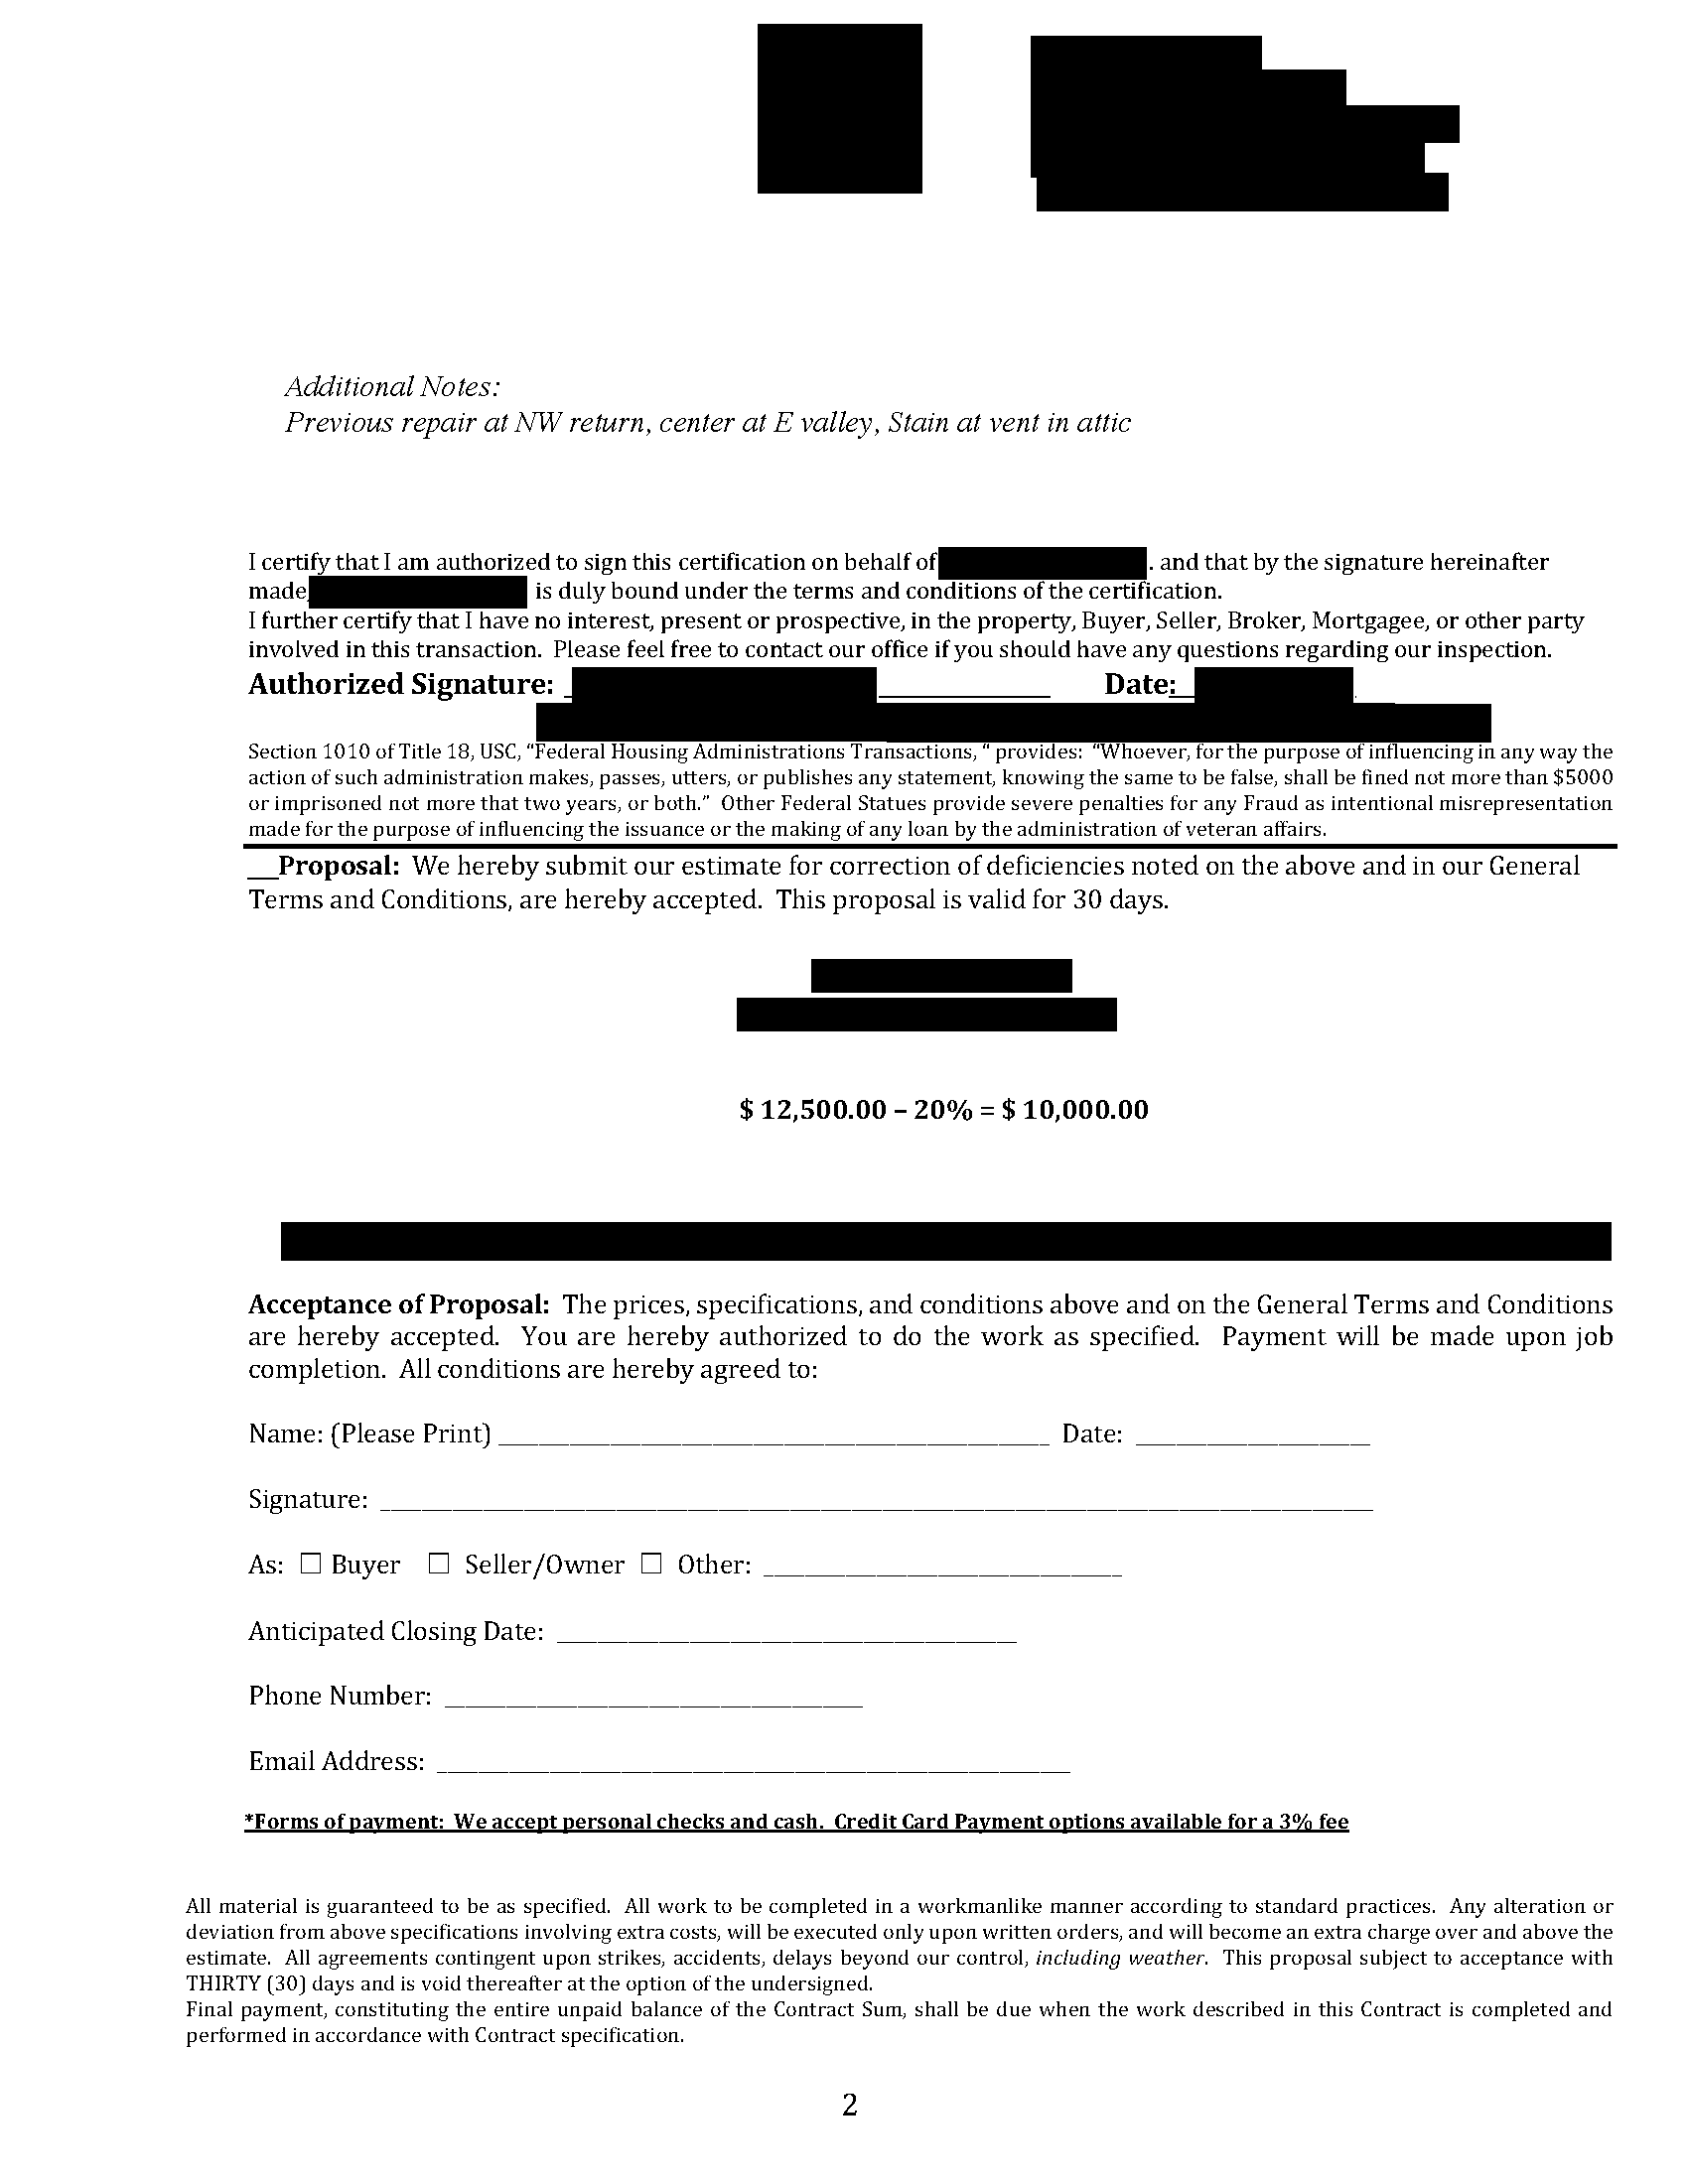 Additional Notes:
Previous repair at NW return, center at E valley, Stain at vent in attic
I certify that I am authorized to sign this certification on behalf of . and that by the signature hereinafter
made, is duly bound under the terms and conditions of the certification.
I further certify that I have no interest, present or prospective, in the property, Buyer, Seller, Broker, Mortgagee, or other party
involved in this transaction.  Please feel free to contact our office if you should have any questions regarding our inspection.
Authorized Signature: _ ____________ Date:__ .
Section 1010 of Title 18, USC, “Federal Housing Administrations Transactions, “ provides:  “Whoever, for the purpose of influencing in any way the
action of such administration makes, passes, utters, or publishes any statement, knowing the same to be false, shall be fined not more than $5000
or imprisoned not more that two years, or both.”  Other Federal Statues provide severe penalties for any Fraud as intentional misrepresentation
made for the purpose of influencing the issuance or the making of any loan by the administration of veteran affairs.
__Proposal:  We hereby submit our estimate for correction of deficiencies noted on the above and in our General
Terms and Conditions, are hereby accepted.  This proposal is valid for 30 days.
$ 12,500.00 – 20% = $ 10,000.00
Acceptance of Proposal:  The prices, specifications, and conditions above and on the General Terms and Conditions
are hereby accepted.  You are hereby authorized to do the work as specified.  Payment will be made upon job
completion.  All conditions are hereby agreed to:
Name: (Please Print) ______________________________ Date: ______________
Signature: ______________________________
As: ☐ Buyer ☐ Seller/Owner ☐ Other: ______________________
Anticipated Closing Date: ______________________
Phone Number: ______________________
Email Address: ______________________
*Forms of payment:  We accept personal checks and cash.  Credit Card Payment options available for a 3% fee
All material is guaranteed to be as specified.  All work to be completed in a workmanlike manner according to standard practices.  Any alteration or
deviation from above specifications involving extra costs, will be executed only upon written orders, and will become an extra charge over and above the
estimate.  All agreements contingent upon strikes, accidents, delays beyond our control, including weather.  This proposal subject to acceptance with
THIRTY (30) days and is void thereafter at the option of the undersigned.
Final payment, constituting the entire unpaid balance of the Contract Sum, shall be due when the work described in this Contract is completed and
performed in accordance with Contract specification.
2